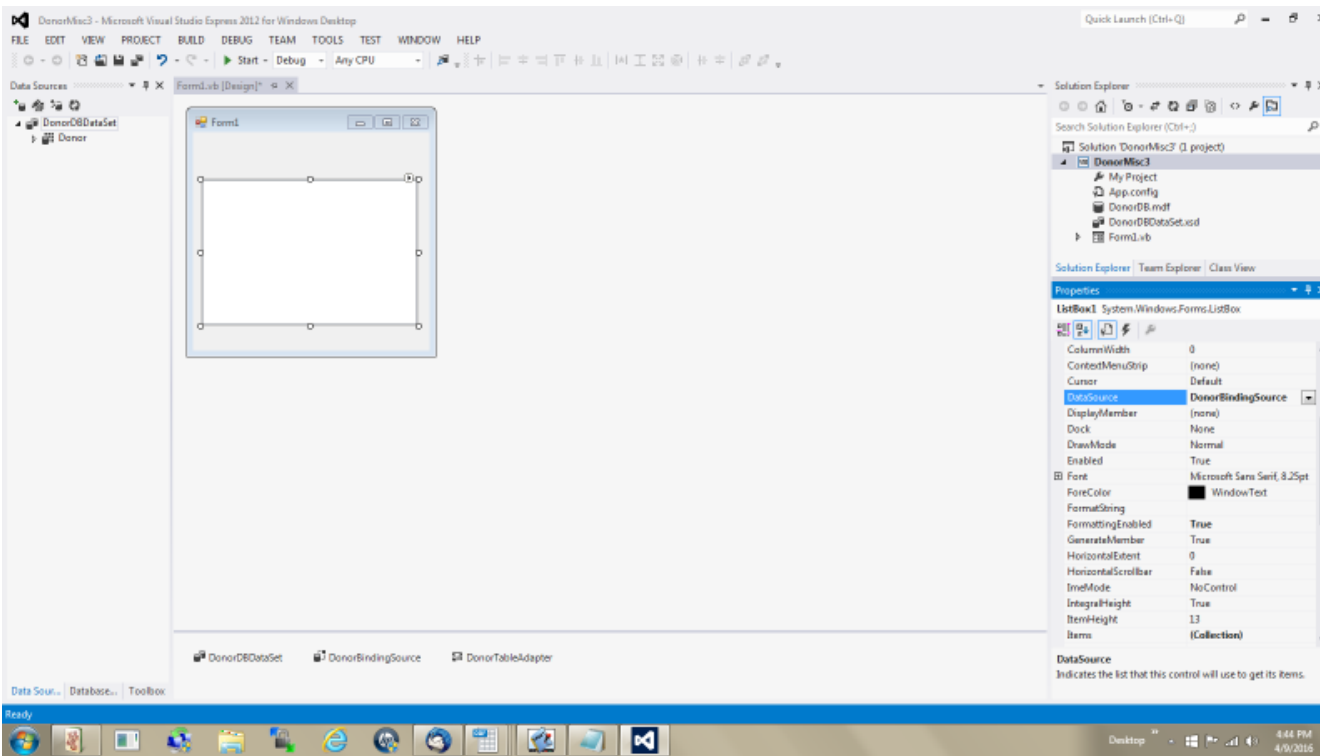 DonorMisc3 - Microsoft Visual Studio Express 2012 for Windows Desktop
Quick Launch (Ctrl+Q)
FILE EDIT VIEW PROJECT BUILD DEBUG TEAM TOOLS TEST WINDOW HELP
Start - Debug Any CPU
Data Sources
DonorDBDataSet
Donor
Form1.vb [Design]*
Form1
DonorDBDataSet DonorBindingSource DonorTableAdapter
Data Sour... Database... Toolbox
Solution Explorer
Search Solution Explorer (Ctrl+;)
Solution 'DonorMisc3' (1 project)
DonorMisc3
My Project
App.config
DonorDB.mdf
DonorDBDataSet.xsd
Form1.vb
Solution Explorer Team Explorer Class View
Properties
ListBox1 System.Windows.Forms.ListBox
ColumnWidth 0
ContextMenuStrip (none)
Cursor Default
DataSource DonorBindingSource
DisplayMember (none)
Dock None
DrawMode Normal
Enabled True
Font Microsoft Sans Serif, 8.25pt
ForeColor WindowText
FormatString
FormattingEnabled True
GenerateMember True
HorizontalExtent 0
HorizontalScrollbar False
ImeMode NoControl
IntegralHeight True
ItemHeight 13
Items (Collection)
DataSource
Indicates the list that this control will use to get its items.
Ready
Desktop
4:44 PM
4/9/2016